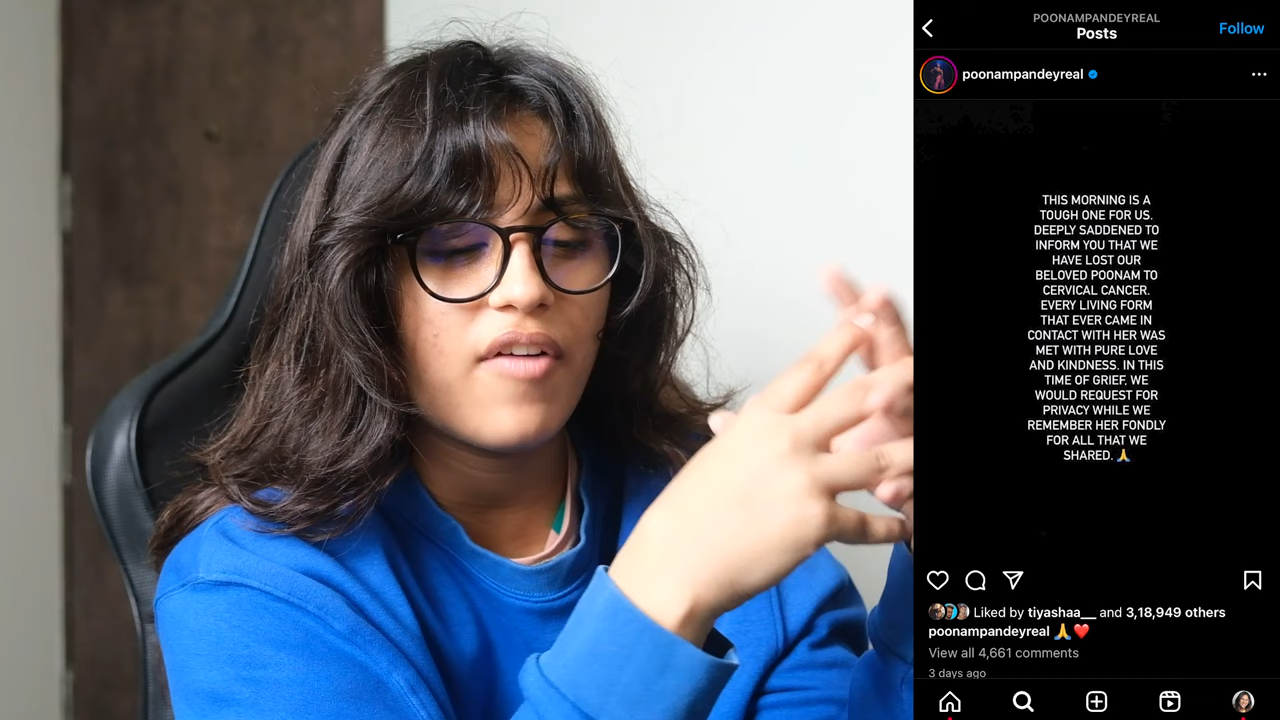 POONAMPANDEYREAL
Posts
Follow
poonampandeyreal
THIS MORNING IS A
TOUGH ONE FOR US.
DEEPLY SADDENED TO
INFORM YOU THAT WE
HAVE LOST OUR
BELOVED POONAM TO
CERVICAL CANCER.
EVERY LIVING FORM
THAT EVER CAME IN
CONTACT WITH HER WAS
MET WITH PURE LOVE
AND KINDNESS. IN THIS
TIME OF GRIEF, WE
WOULD REQUEST FOR
PRIVACY WHILE WE
REMEMBER HER FONDLY
FOR ALL THAT WE
SHARED. 🙏
Liked by tiyashaa__ and 3,18,949 others
poonampandeyreal 🙏❤️
View all 4,661 comments
3 days ago